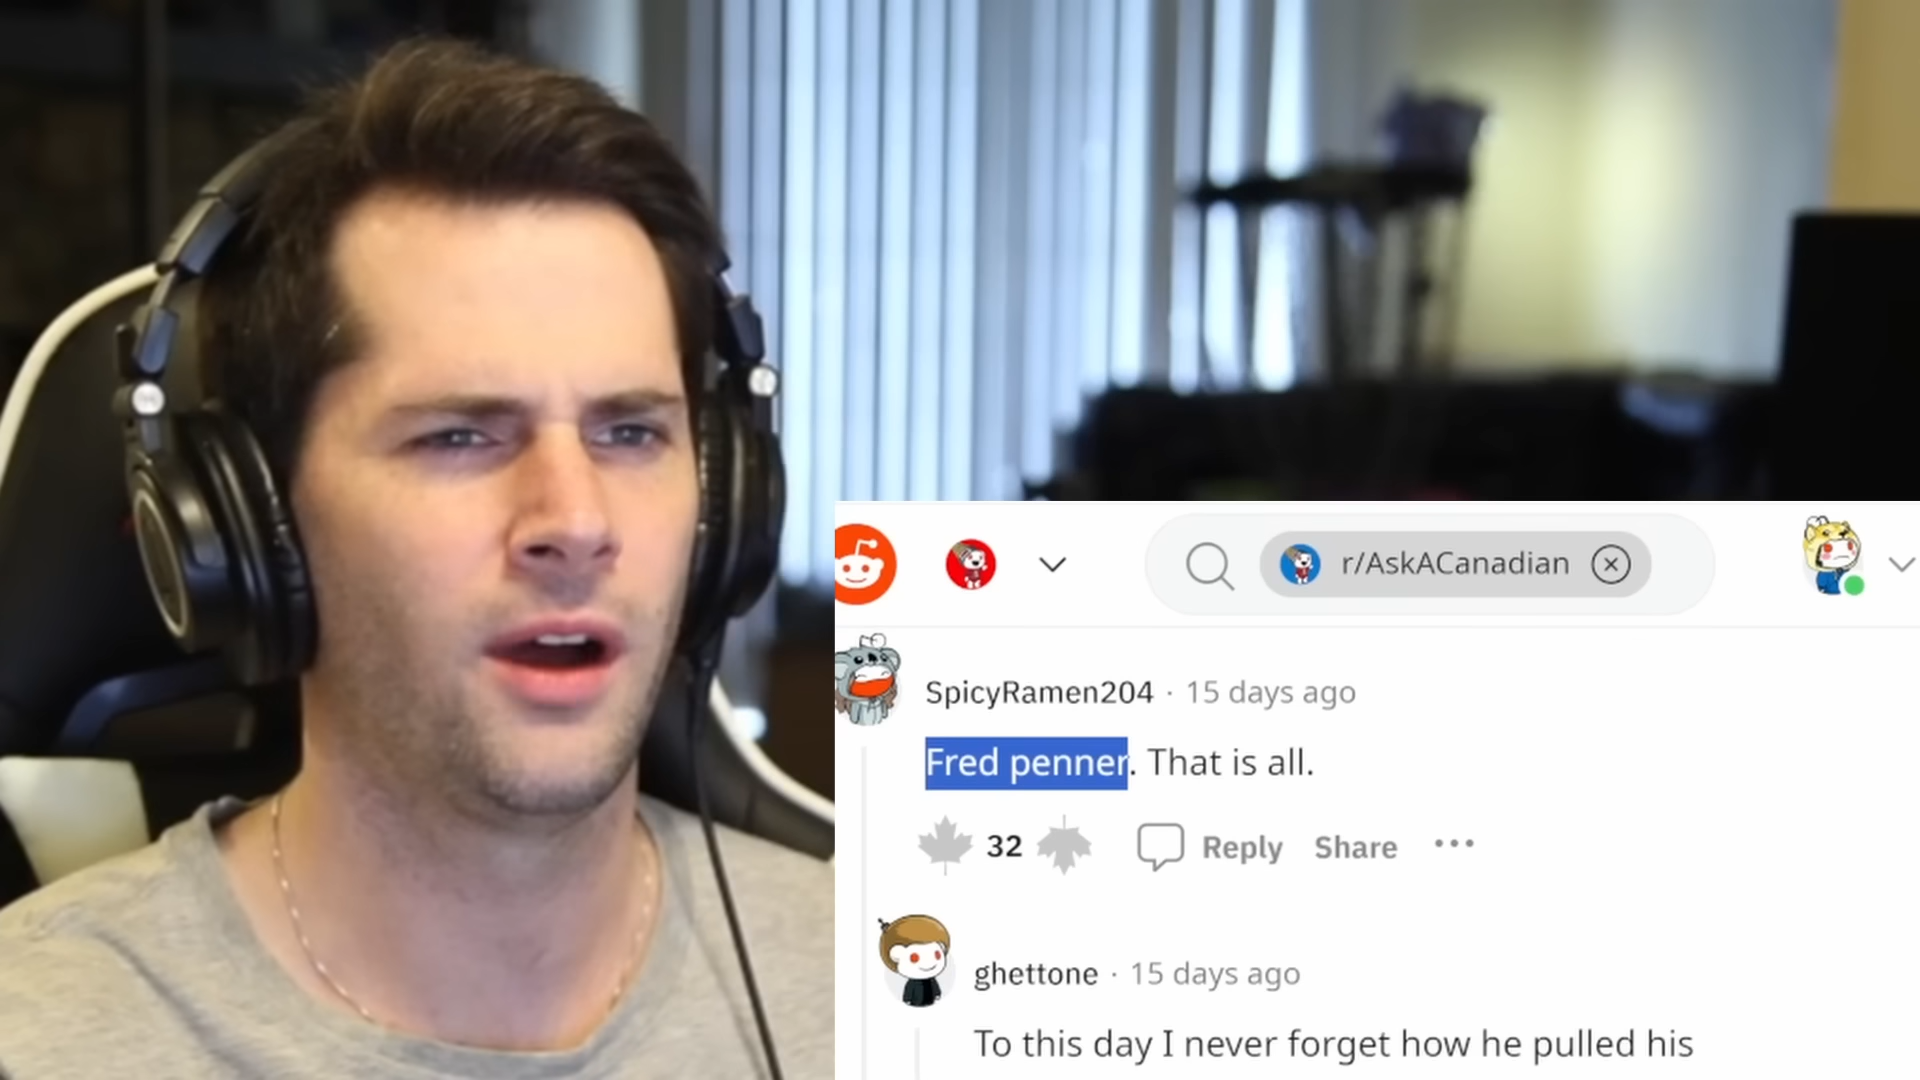 r/AskACanadian
SpicyRamen204 · 15 days ago
Fred penner. That is all.
32 Reply Share ···
ghettone · 15 days ago
To this day I never forget how he pulled his